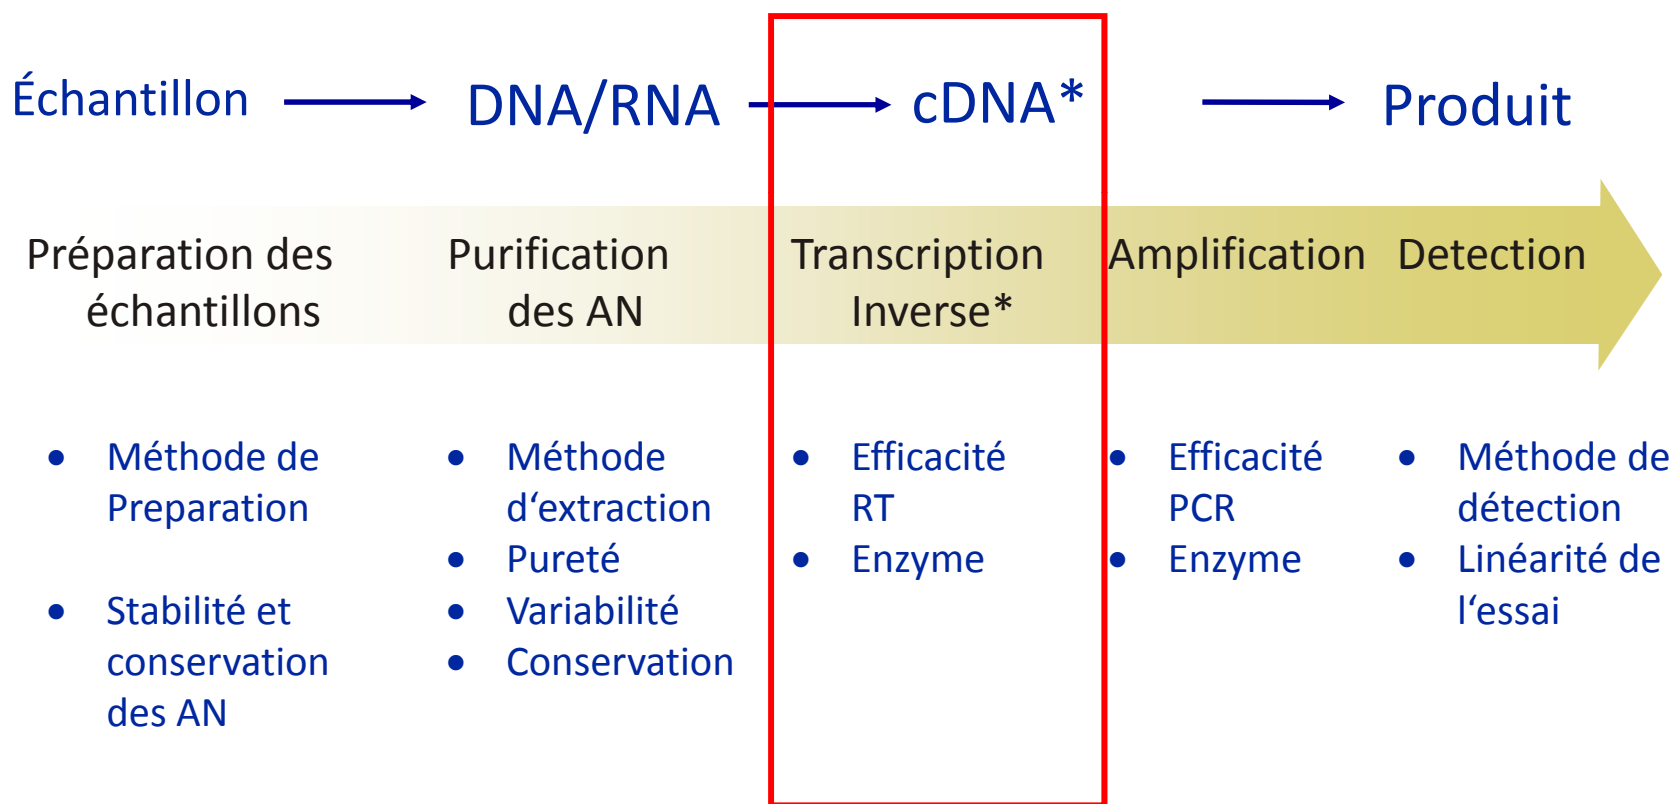 Échantillon
DNA/RNA
cDNA*
Produit
Préparation des
échantillons
Purification
des AN
Transcription
Inverse*
Amplification
Detection
• Méthode de
Preparation
• Stabilité et
conservation
des AN
• Méthode
d‘extraction
• Pureté
• Variabilité
• Conservation
• Efficacité
RT
• Enzyme
• Efficacité
PCR
• Enzyme
• Méthode de
détection
• Linéarité de
l‘essai